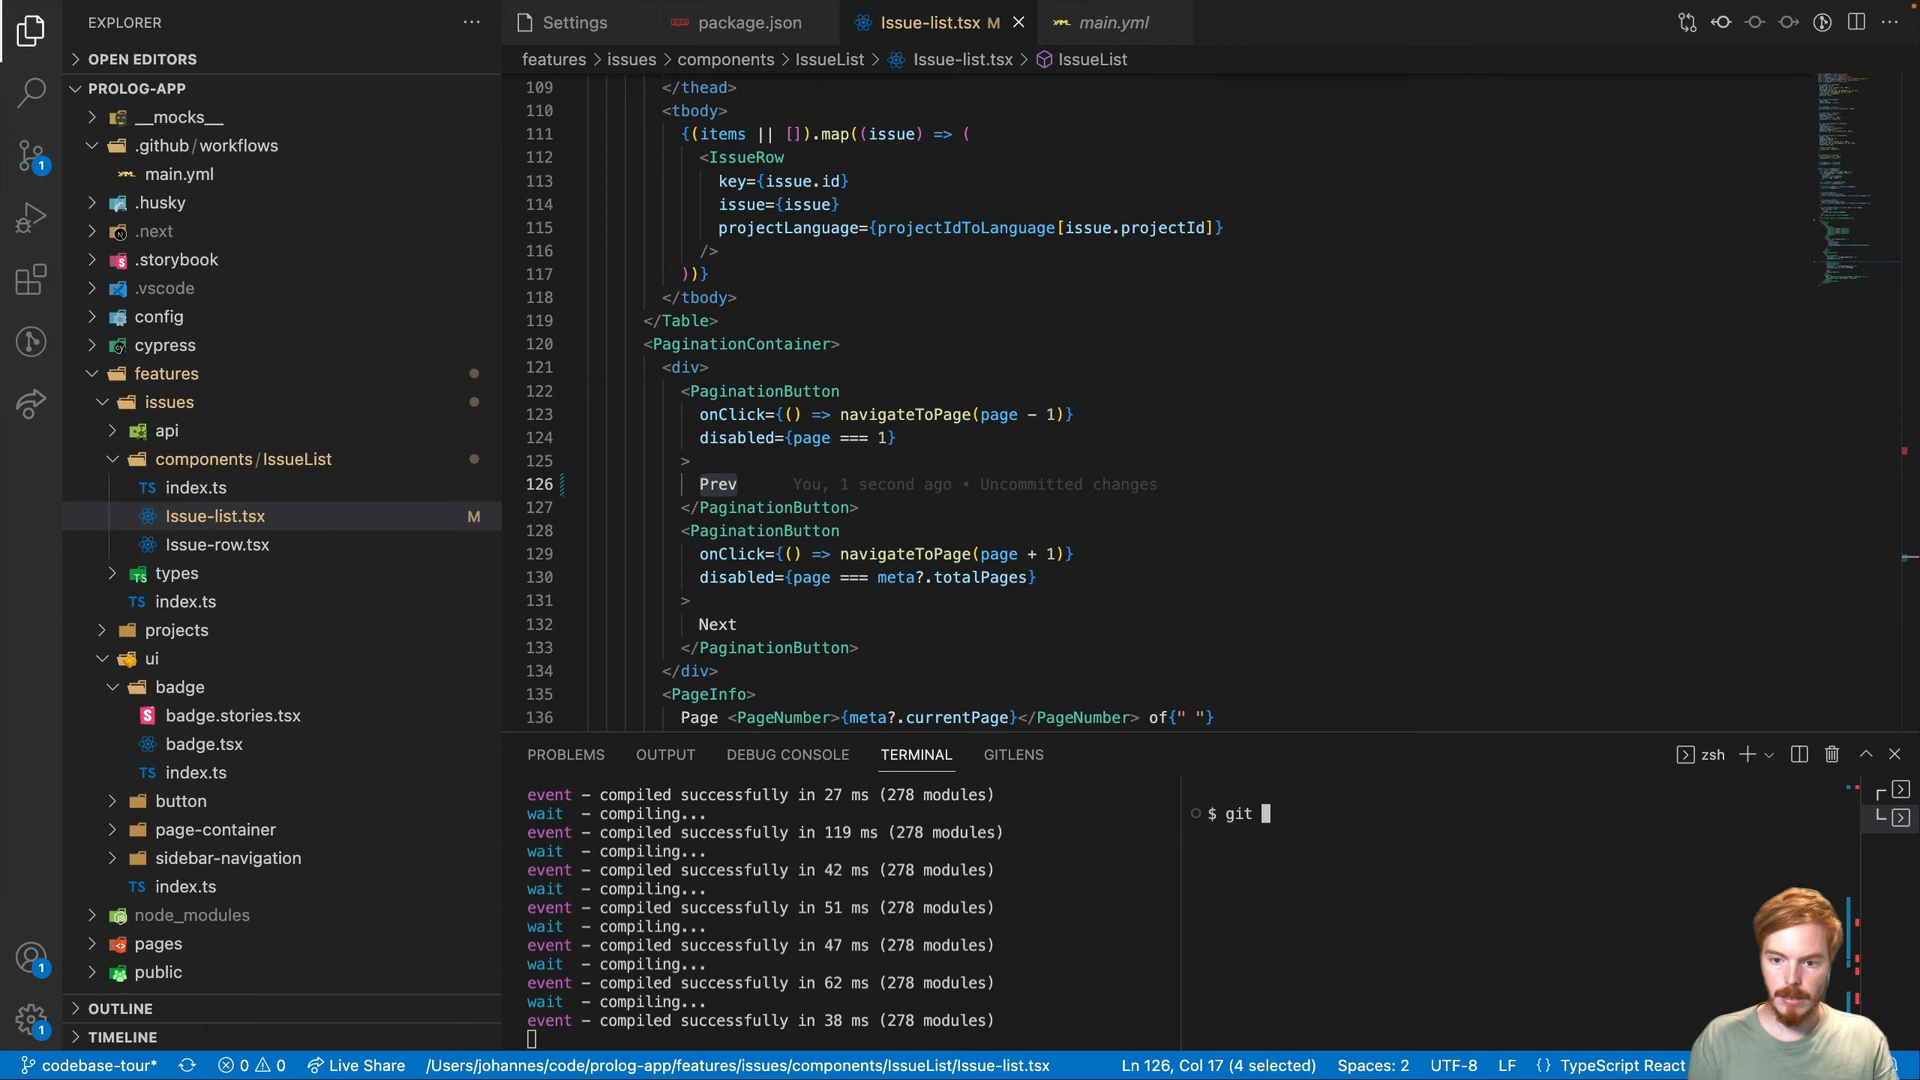 EXPLORER
OPEN EDITORS
PROLOG-APP
__mocks__
.github/workflows
main.yml
.husky
.next
.storybook
.vscode
config
cypress
features
issues
api
components/IssueList
index.ts
Issue-list.tsx M
Issue-row.tsx
types
index.ts
projects
ui
badge
badge.stories.tsx
badge.tsx
index.ts
button
page-container
sidebar-navigation
index.ts
node_modules
pages
public
OUTLINE
TIMELINE
1
1
1
Settings
package.json
Issue-list.tsx M
main.yml
features > issues > components > IssueList > Issue-list.tsx > IssueList
109 </thead>
110 <tbody>
111 {(items || []).map((issue) => (
112 <IssueRow
113 key={issue.id}
114 issue={issue}
115 projectLanguage={projectIdToLanguage[issue.projectId]}
116 />
117 ))}
118 </tbody>
119 </Table>
120 <PaginationContainer>
121 <div>
122 <PaginationButton
123 onClick={() => navigateToPage(page - 1)}
124 disabled={page === 1}
125 >
126 Prev You, 1 second ago • Uncommitted changes
127 </PaginationButton>
128 <PaginationButton
129 onClick={() => navigateToPage(page + 1)}
130 disabled={page === meta?.totalPages}
131 >
132 Next
133 </PaginationButton>
134 </div>
135 <PageInfo>
136 Page <PageNumber>{meta?.currentPage}</PageNumber> of{" "}
PROBLEMS OUTPUT DEBUG CONSOLE TERMINAL GITLENS
zsh
event - compiled successfully in 27 ms (278 modules)
wait - compiling...
event - compiled successfully in 119 ms (278 modules)
wait - compiling...
event - compiled successfully in 42 ms (278 modules)
wait - compiling...
event - compiled successfully in 51 ms (278 modules)
wait - compiling...
event - compiled successfully in 47 ms (278 modules)
wait - compiling...
event - compiled successfully in 62 ms (278 modules)
wait - compiling...
event - compiled successfully in 38 ms (278 modules)
$ git
codebase-tour* 0 0 Live Share /Users/johannes/code/prolog-app/features/issues/components/IssueList/Issue-list.tsx Ln 126, Col 17 (4 selected) Spaces: 2 UTF-8 LF {} TypeScript React